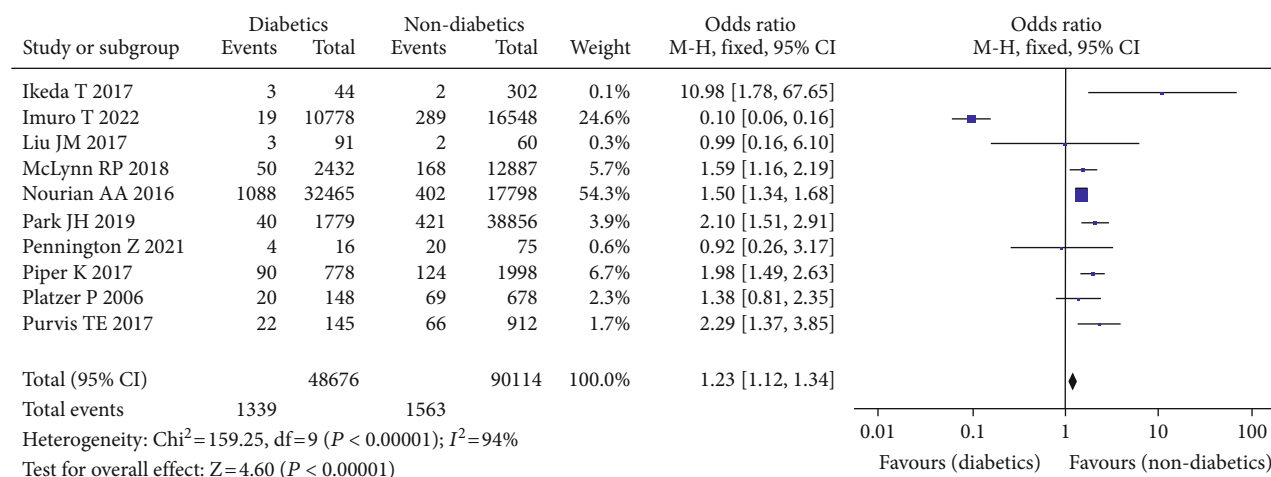 Diabetics Non-diabetics Odds ratio Odds ratio
Study or subgroup Events Total Events Total Weight M-H, fixed, 95% CI M-H, fixed, 95% CI
Ikeda T 2017 3 44 2 302 0.1% 10.98 [1.78, 67.65]
Imuro T 2022 19 10778 289 16548 24.6% 0.10 [0.06, 0.16]
Liu JM 2017 3 91 2 60 0.3% 0.99 [0.16, 6.10]
McLynn RP 2018 50 2432 168 12887 5.7% 1.59 [1.16, 2.19]
Nourian AA 2016 1088 32465 402 17798 54.3% 1.50 [1.34, 1.68]
Park JH 2019 40 1779 421 38856 3.9% 2.10 [1.51, 2.91]
Pennington Z 2021 4 16 20 75 0.6% 0.92 [0.26, 3.17]
Piper K 2017 90 778 124 1998 6.7% 1.98 [1.49, 2.63]
Platzer P 2006 20 148 69 678 2.3% 1.38 [0.81, 2.35]
Purvis TE 2017 22 145 66 912 1.7% 2.29 [1.37, 3.85]
Total (95% CI) 48676 90114 100.0% 1.23 [1.12, 1.34]
Total events 1339 1563
Heterogeneity: Chi²=159.25, df=9 (P < 0.00001); I²=94%
Test for overall effect: Z=4.60 (P < 0.00001)
0.01 0.1 1 10 100
Favours (diabetics) Favours (non-diabetics)